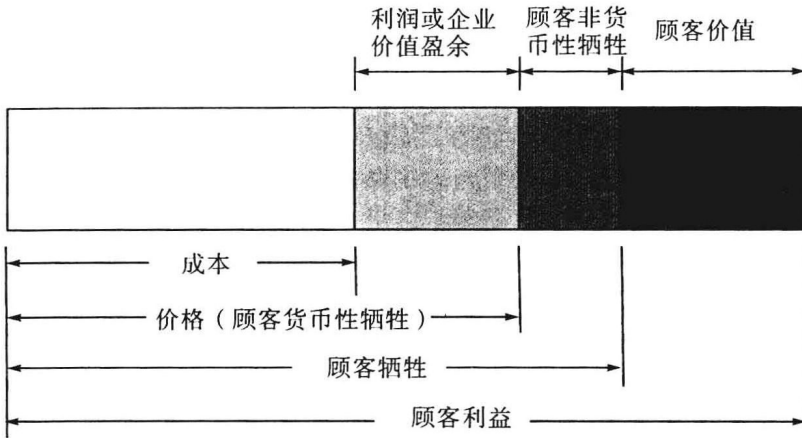 利润或企业
价值盈余
顾客非货
币性牺牲
顾客价值
成本
价格（顾客货币性牺牲）
顾客牺牲
顾客利益